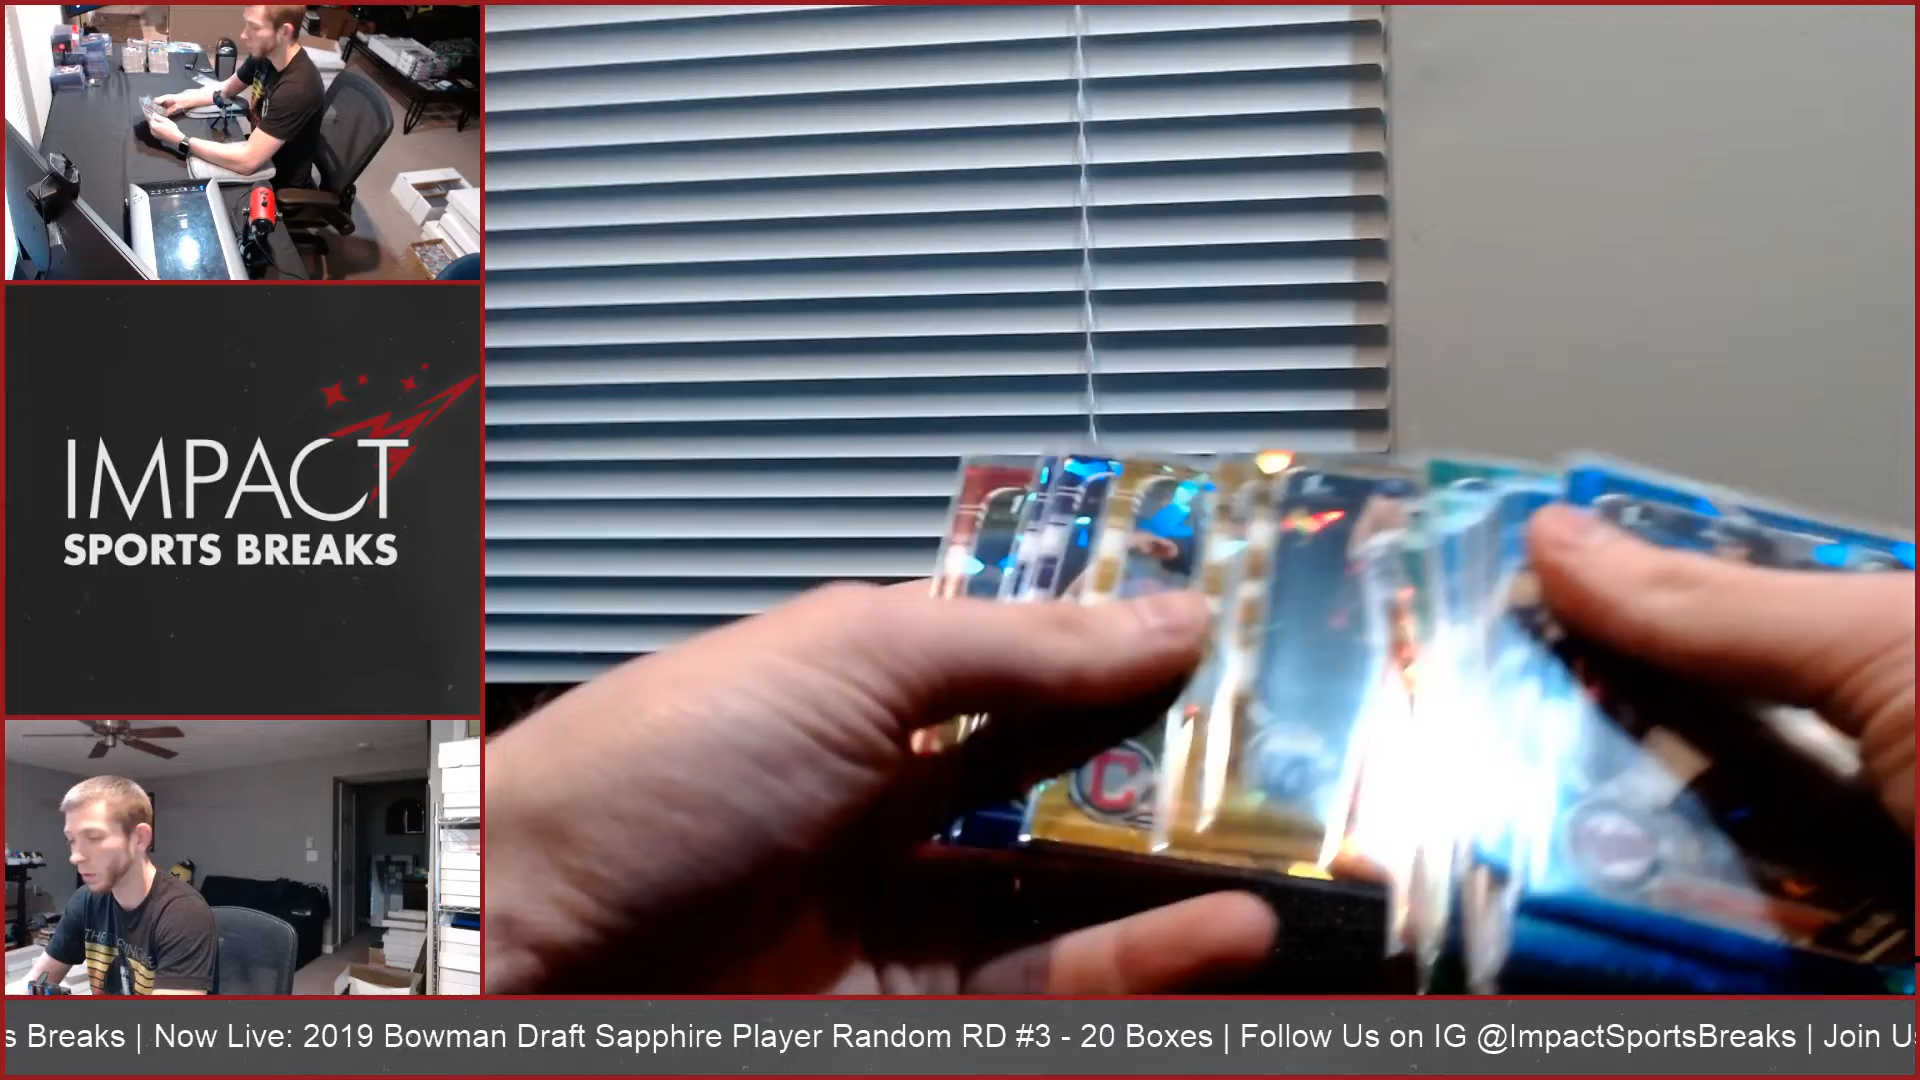 IMPACT
SPORTS BREAKS
THE
C
s Breaks | Now Live: 2019 Bowman Draft Sapphire Player Random RD #3 - 20 Boxes | Follow Us on IG @ImpactSportsBreaks | Join U